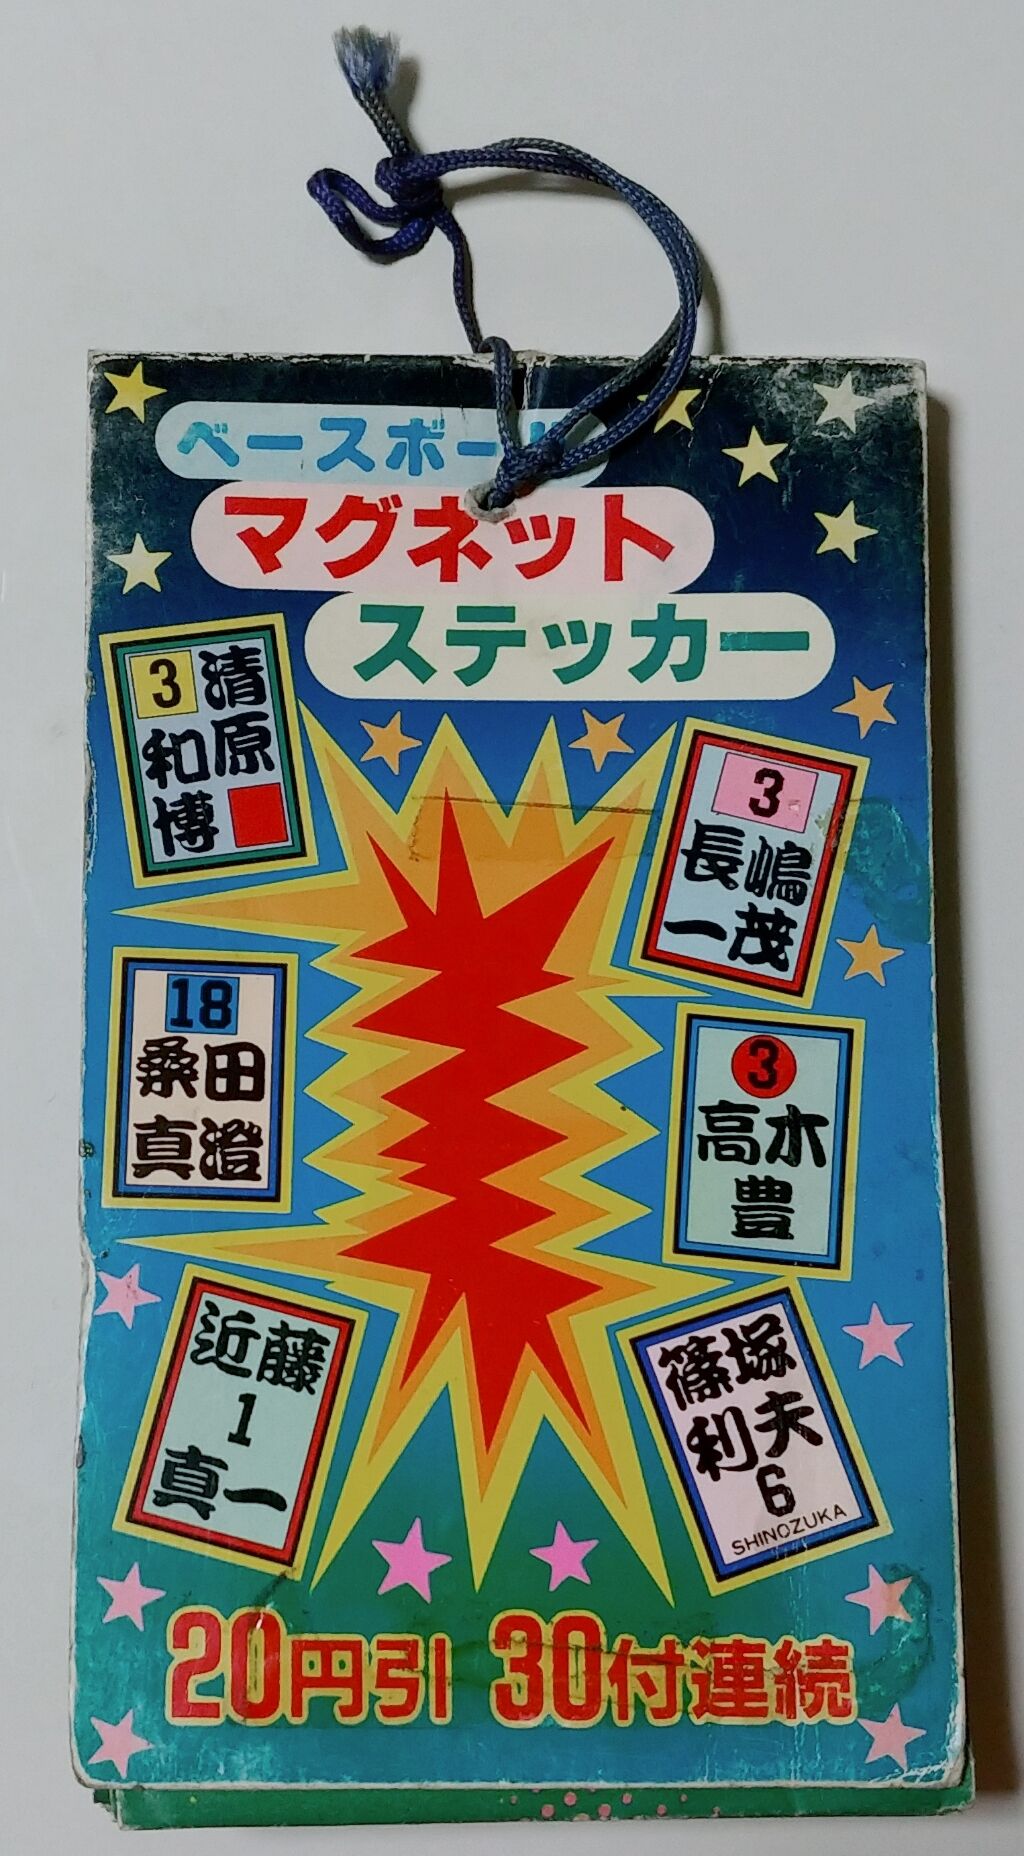 ベースボール
マグネット
ステッカー
3
清原
和博
3
長嶋
一茂
18
桑田
真澄
3
高木
豊
近藤
1
真一
篠塚
利夫
6
SHINOZUKA
20円引 30付連続